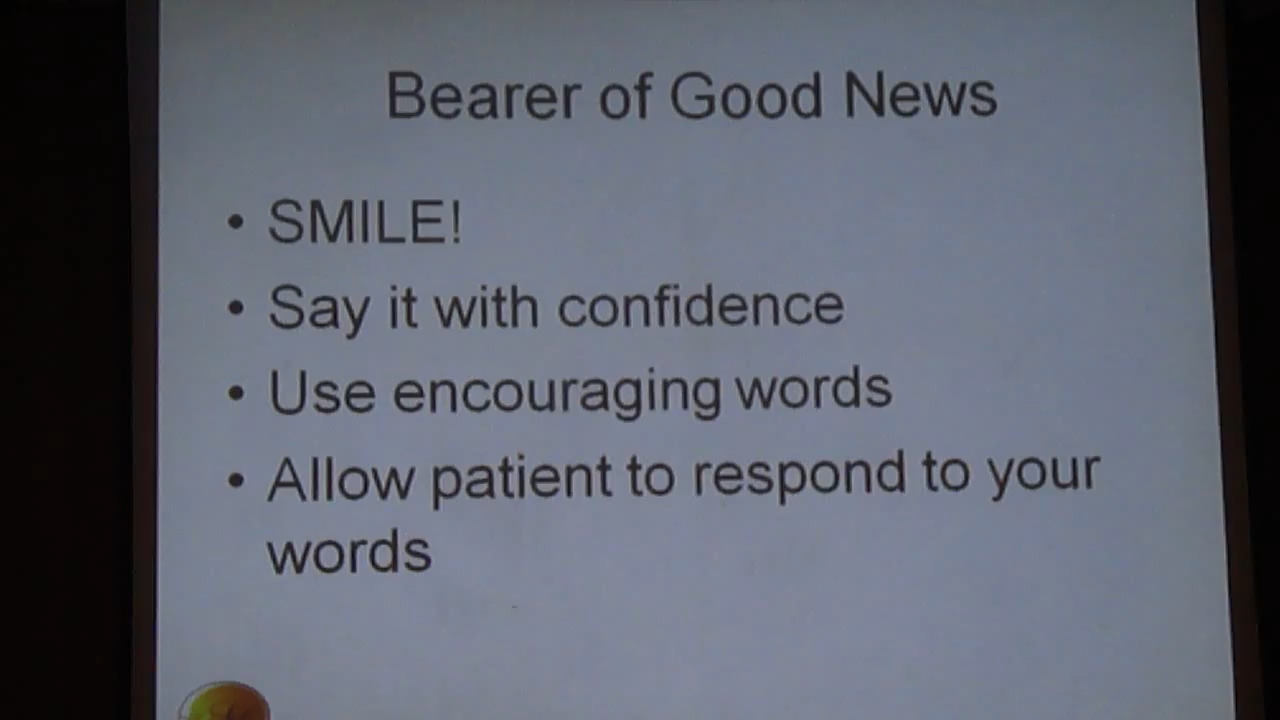 Bearer of Good News
• SMILE!
• Say it with confidence
• Use encouraging words
• Allow patient to respond to your
words